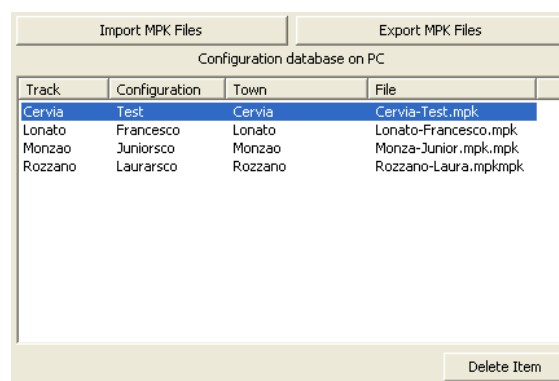 Import MPK Files Export MPK Files
Configuration database on PC
Track Configuration Town File
Cervia Test Cervia Cervia-Test.mpk
Lonato Francesco Lonato Lonato-Francesco.mpk
Monzao Juniorsco Monzao Monza-Junior.mpk.mpk
Rozzano Laurarsco Rozzano Rozzano-Laura.mpkmpk
Delete Item